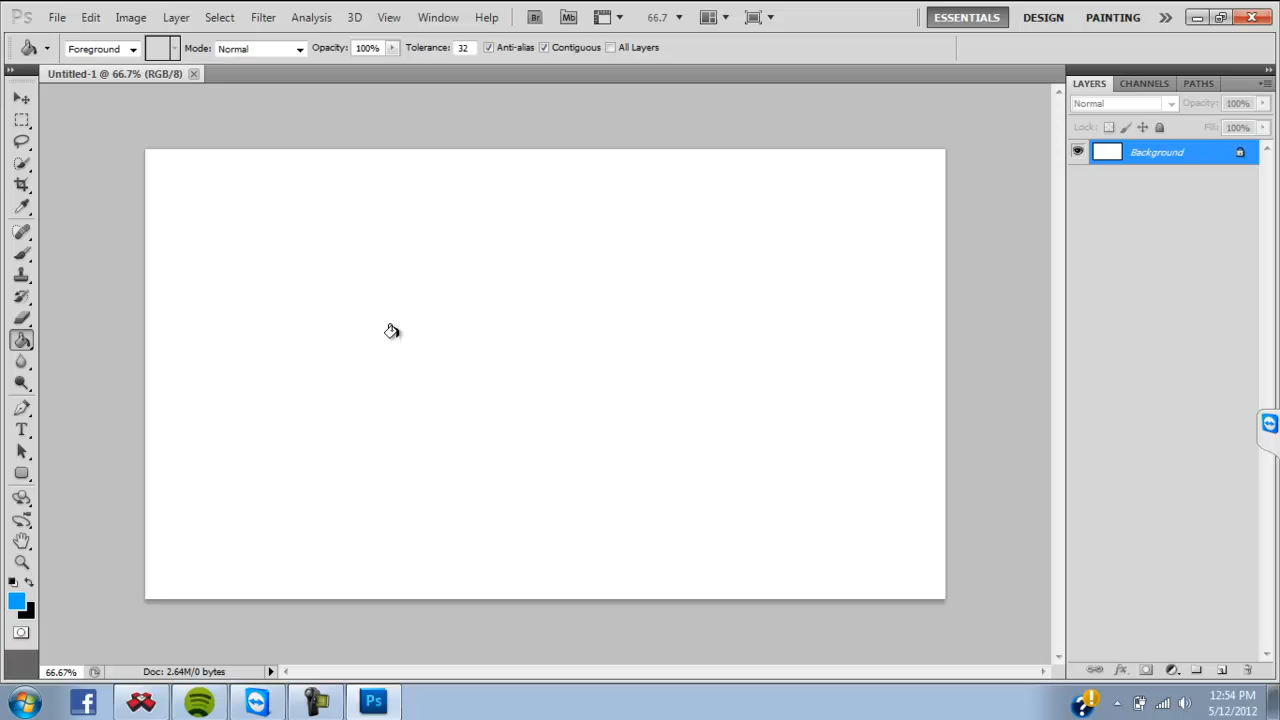 Ps File Edit Image Layer Select Filter Analysis 3D View Window Help Br Mb 66.7 ESSENTIALS DESIGN PAINTING
Foreground Mode: Normal Opacity: 100% Tolerance: 32 Anti-alias Contiguous All Layers
Untitled-1 @ 66.7% (RGB/8)
LAYERS CHANNELS PATHS
Normal Opacity: 100%
Lock: Fill: 100%
Background
T
66.67% Doc: 2.64M/0 bytes
f Ps 12:54 PM
5/12/2012